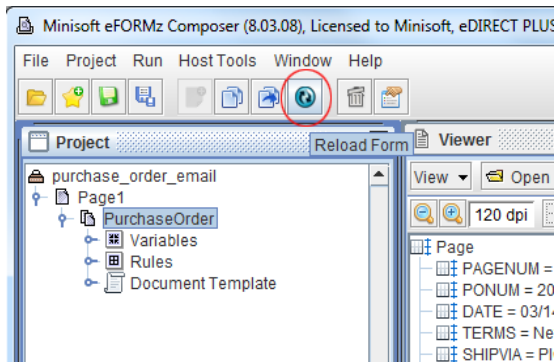 Minisoft eFORMz Composer (8.03.08), Licensed to Minisoft, eDIRECT PLUS
File Project Run Host Tools Window Help
Project
Reload Form
Viewer
purchase_order_email
Page1
PurchaseOrder
Variables
Rules
Document Template
View Open
120 dpi
Page
PAGENUM =
PONUM = 20
DATE = 03/14
TERMS = Ne
SHIPVIA = Pl